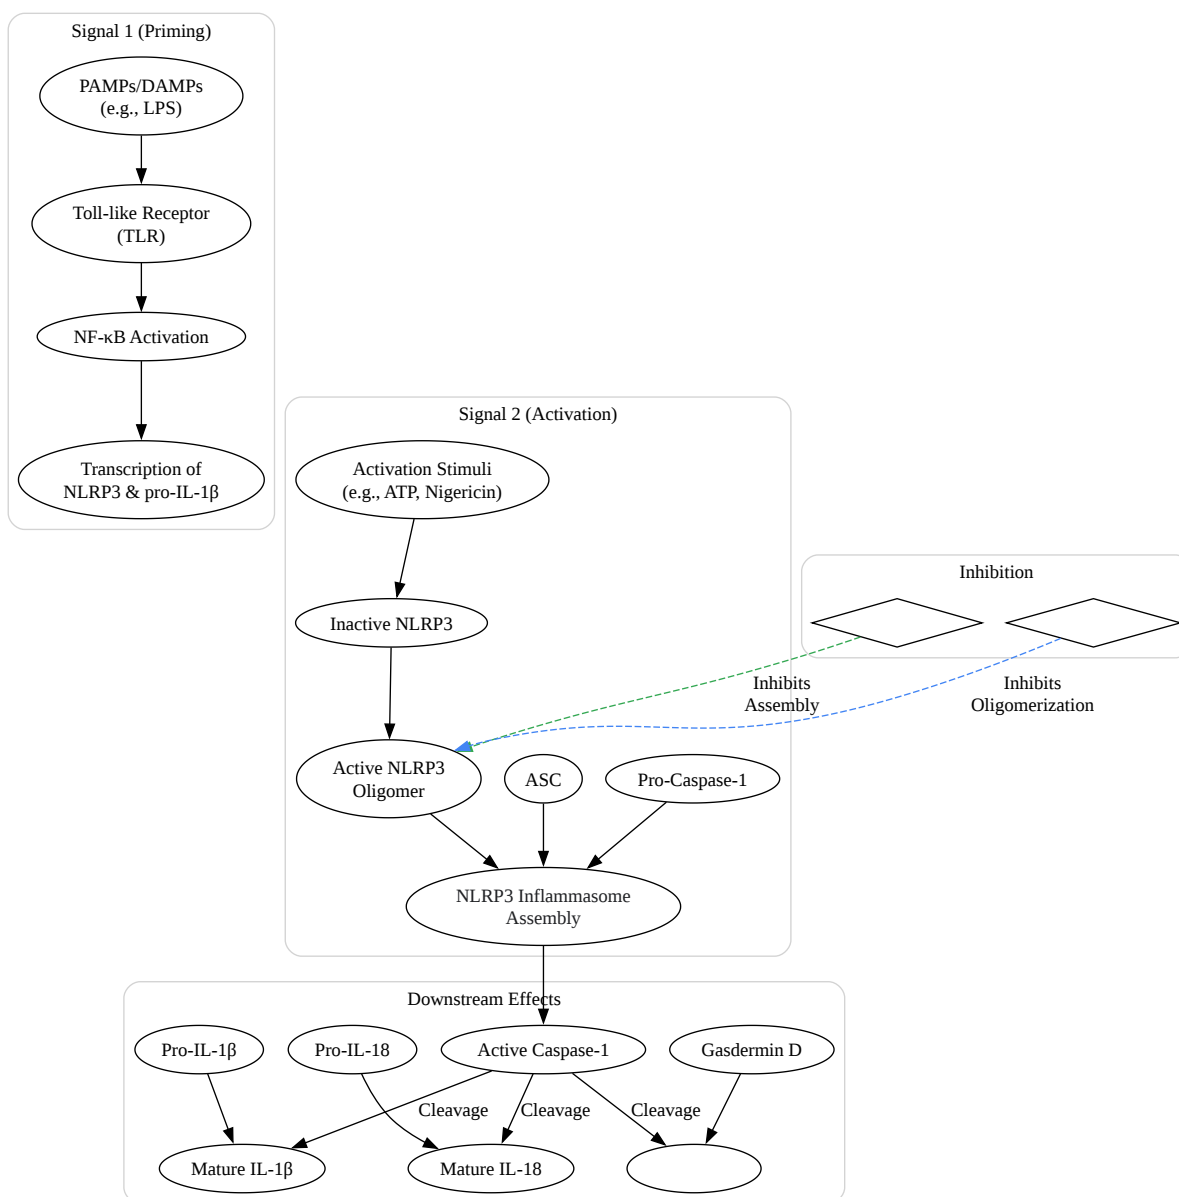 Signal 1 (Priming)
PAMPs/DAMPs
(e.g., LPS)
Toll-like Receptor
(TLR)
NF-κB Activation
Transcription of
NLRP3 & pro-IL-1β
Signal 2 (Activation)
Activation Stimuli
(e.g., ATP, Nigericin)
Inactive NLRP3
Inhibition
Inhibits
Assembly
Inhibits
Oligomerization
Active NLRP3
Oligomer
ASC
Pro-Caspase-1
NLRP3 Inflammasome
Assembly
Downstream Effects
Pro-IL-1β
Pro-IL-18
Active Caspase-1
Gasdermin D
Cleavage
Cleavage
Cleavage
Mature IL-1β
Mature IL-18